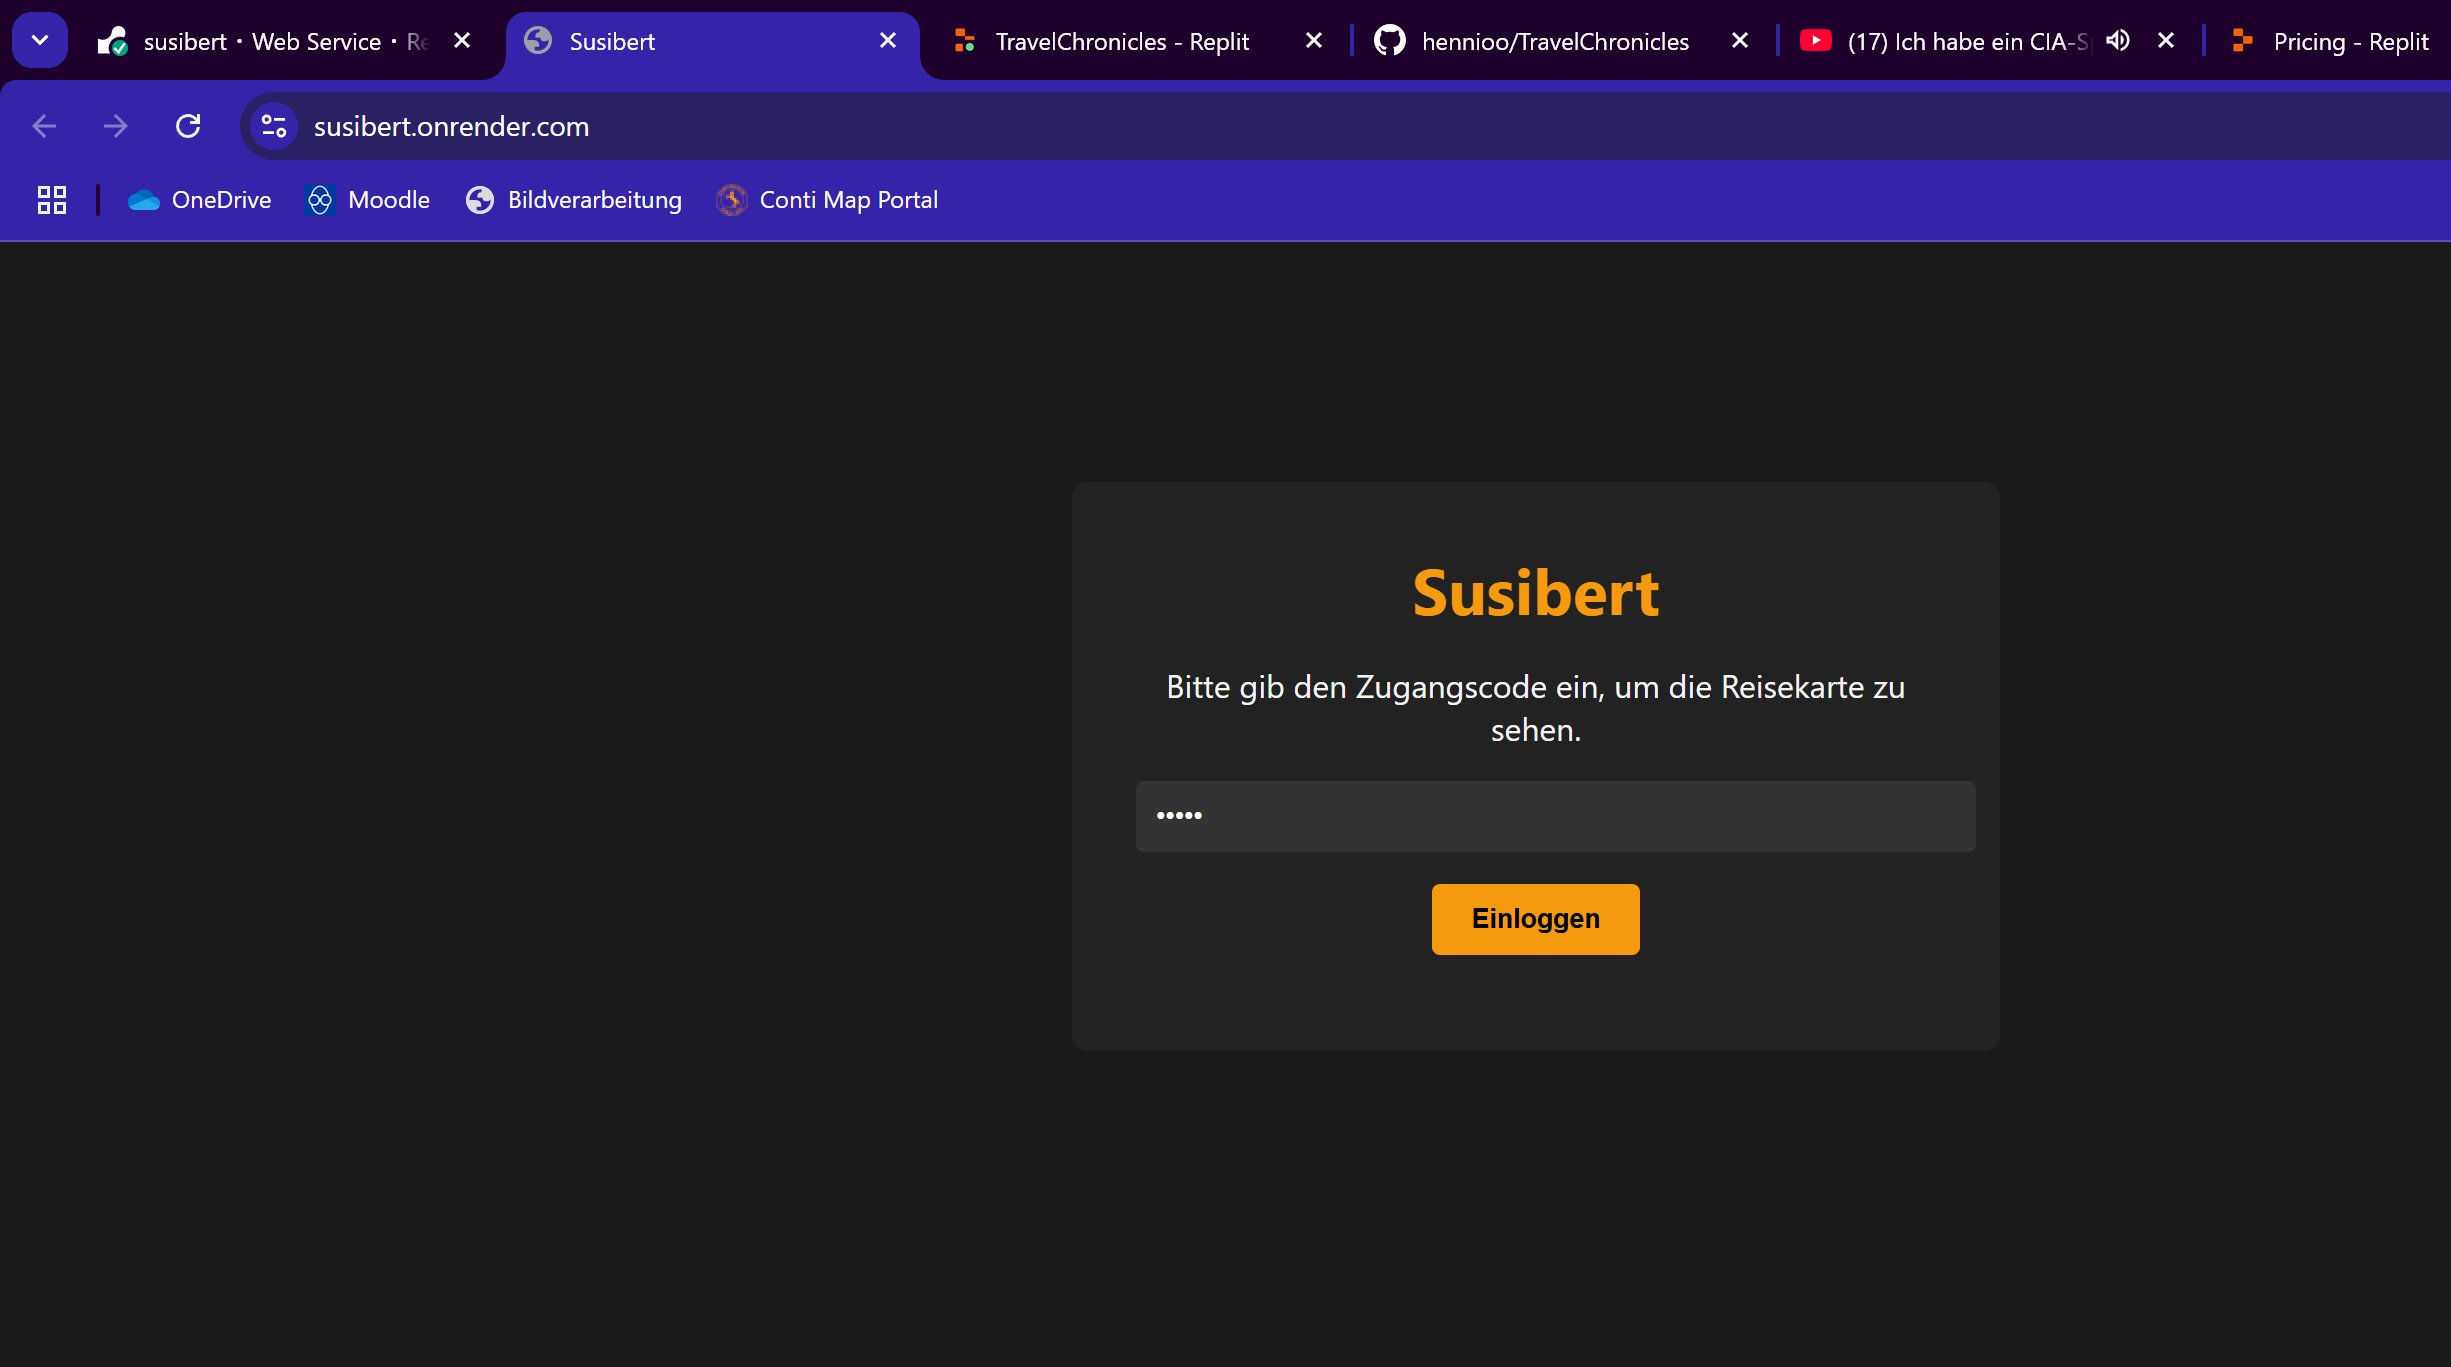 susibert · Web Service ·
Susibert
TravelChronicles - Replit
hennioo/TravelChronicles
(17) Ich habe ein CIA-
Pricing - Replit
susibert.onrender.com
OneDrive
Moodle
Bildverarbeitung
Conti Map Portal
Susibert
Bitte gib den Zugangscode ein, um die Reisekarte zu
sehen.
•••••
Einloggen